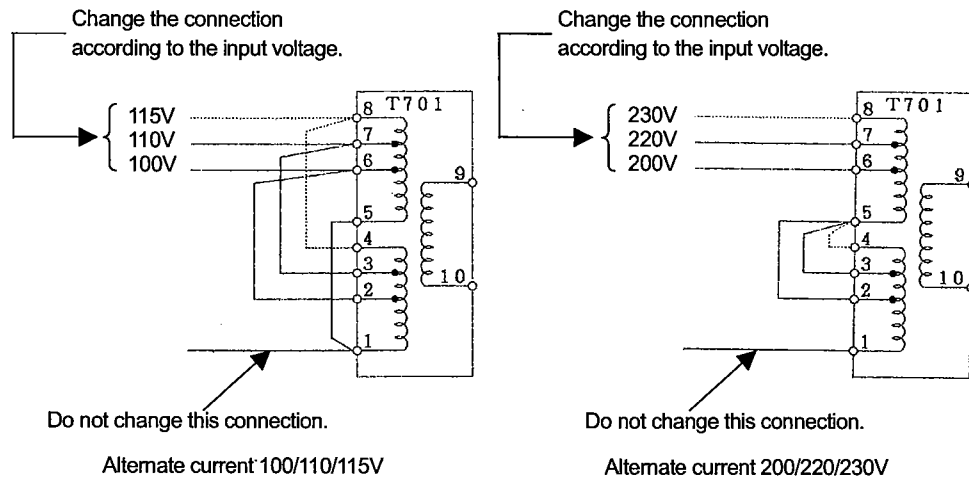 Change the connection
according to the input voltage.
115V
110V
100V
T701
8
7
6
5
4
3
2
1
9
10
Do not change this connection.
Alternate current 100/110/115V
Change the connection
according to the input voltage.
230V
220V
200V
T701
8
7
6
5
4
3
2
1
9
10
Do not change this connection.
Alternate current 200/220/230V